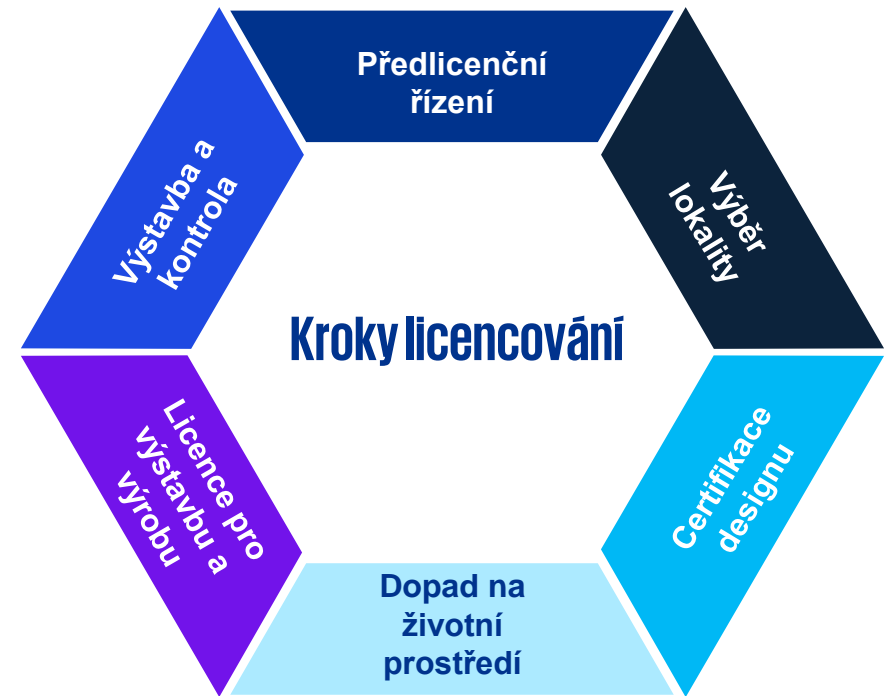 Předlicenční
řízení
Výběr
lokality
Certifikace
designu
Dopad na
životní
prostředí
Licence pro
výstavbu a
výrobu
Výstavba a
kontrola
Kroky licencování